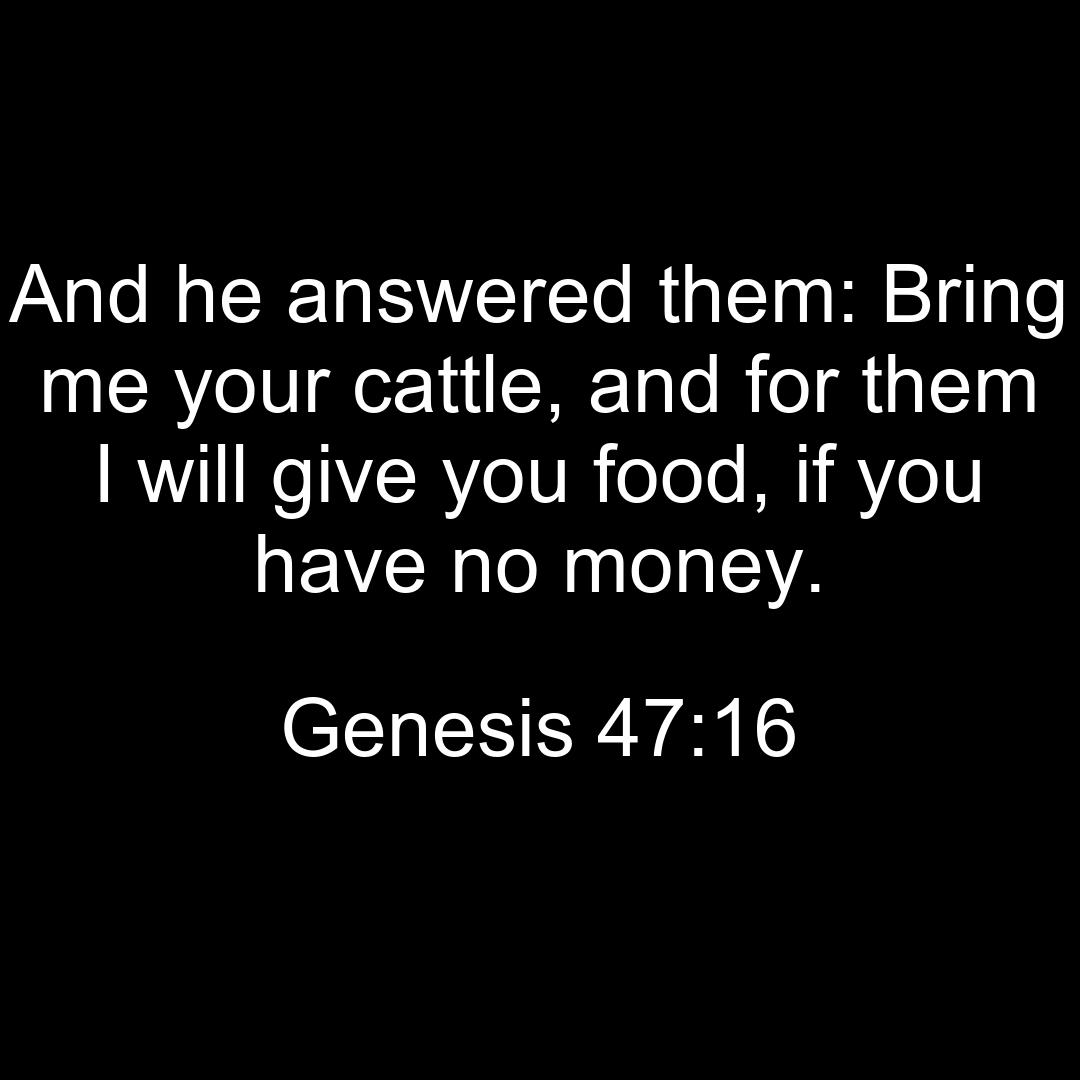 And he answered them: Bring
me your cattle, and for them
I will give you food, if you
have no money.
Genesis 47:16